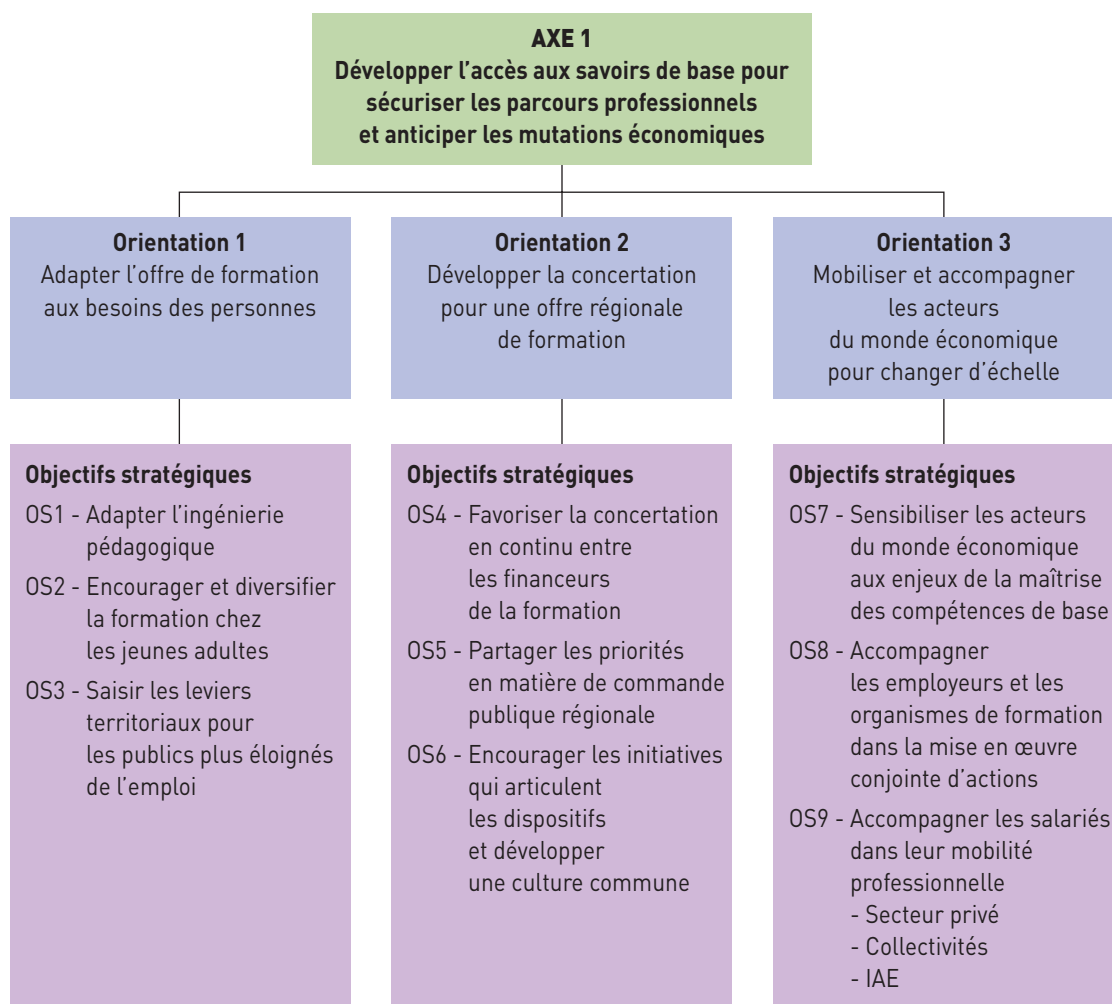 AXE 1
Développer l’accès aux savoirs de base pour
sécuriser les parcours professionnels
et anticiper les mutations économiques
Orientation 1
Adapter l’offre de formation
aux besoins des personnes
Orientation 2
Développer la concertation
pour une offre régionale
de formation
Orientation 3
Mobiliser et accompagner
les acteurs
du monde économique
pour changer d’échelle
Objectifs stratégiques
OS1 - Adapter l’ingénierie
pédagogique
OS2 - Encourager et diversifier
la formation chez
les jeunes adultes
OS3 - Saisir les leviers
territoriaux pour
les publics plus éloignés
de l’emploi
Objectifs stratégiques
OS4 - Favoriser la concertation
en continu entre
les financeurs
de la formation
OS5 - Partager les priorités
en matière de commande
publique régionale
OS6 - Encourager les initiatives
qui articulent
les dispositifs
et développer
une culture commune
Objectifs stratégiques
OS7 - Sensibiliser les acteurs
du monde économique
aux enjeux de la maîtrise
des compétences de base
OS8 - Accompagner
les employeurs et les
organismes de formation
dans la mise en œuvre
conjointe d’actions
OS9 - Accompagner les salariés
dans leur mobilité
professionnelle
- Secteur privé
- Collectivités
- IAE